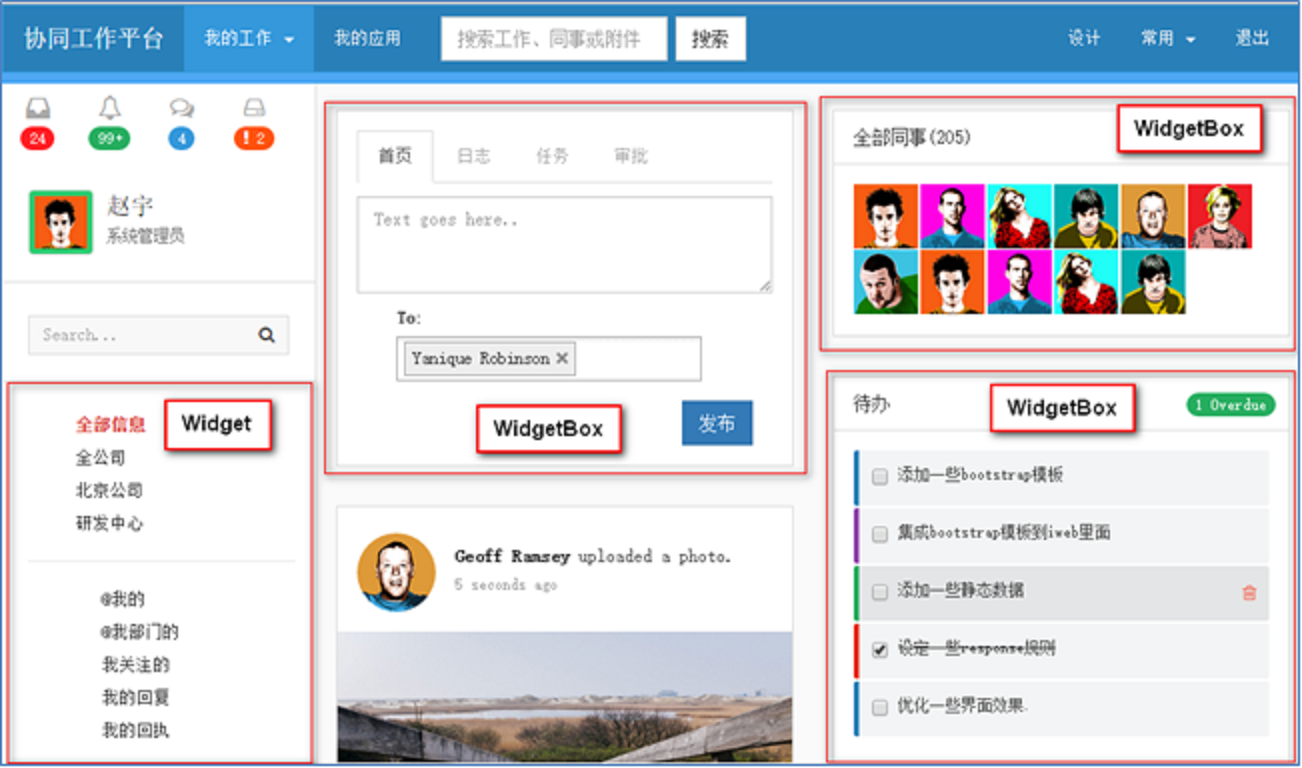 协同工作平台 我的工作 我的应用 搜索工作、同事或附件 搜索 设计 常用 退出
24 99+ 4 ! 2
赵宇
系统管理员
Search...
全部信息
Widget
全公司
北京公司
研发中心
@我的
@我部门的
我关注的
我的回复
我的回执
首页 日志 任务 审批
Text goes here..
To:
Yanique Robinson ×
WidgetBox
发布
Geoff Ramsey uploaded a photo.
5 seconds ago
全部同事(205)
WidgetBox
待办
WidgetBox
1 Overdue
添加一些bootstrap模板
集成bootstrap模板到iweb里面
添加一些静态数据
设定一些response规则
优化一些界面效果.